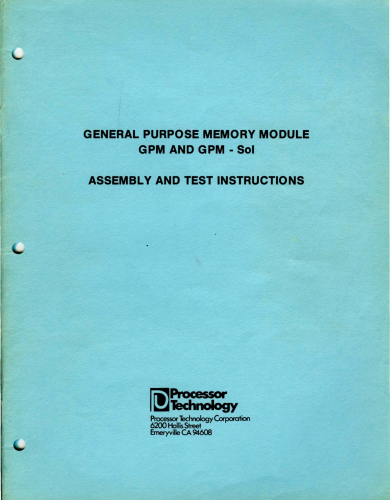 GENERAL PURPOSE MEMORY MODULE
GPM AND GPM - Sol
ASSEMBLY AND TEST INSTRUCTIONS
Processor
Technology
Processor Technology Corporation
6200 Hollis Street
Emeryville CA 94608